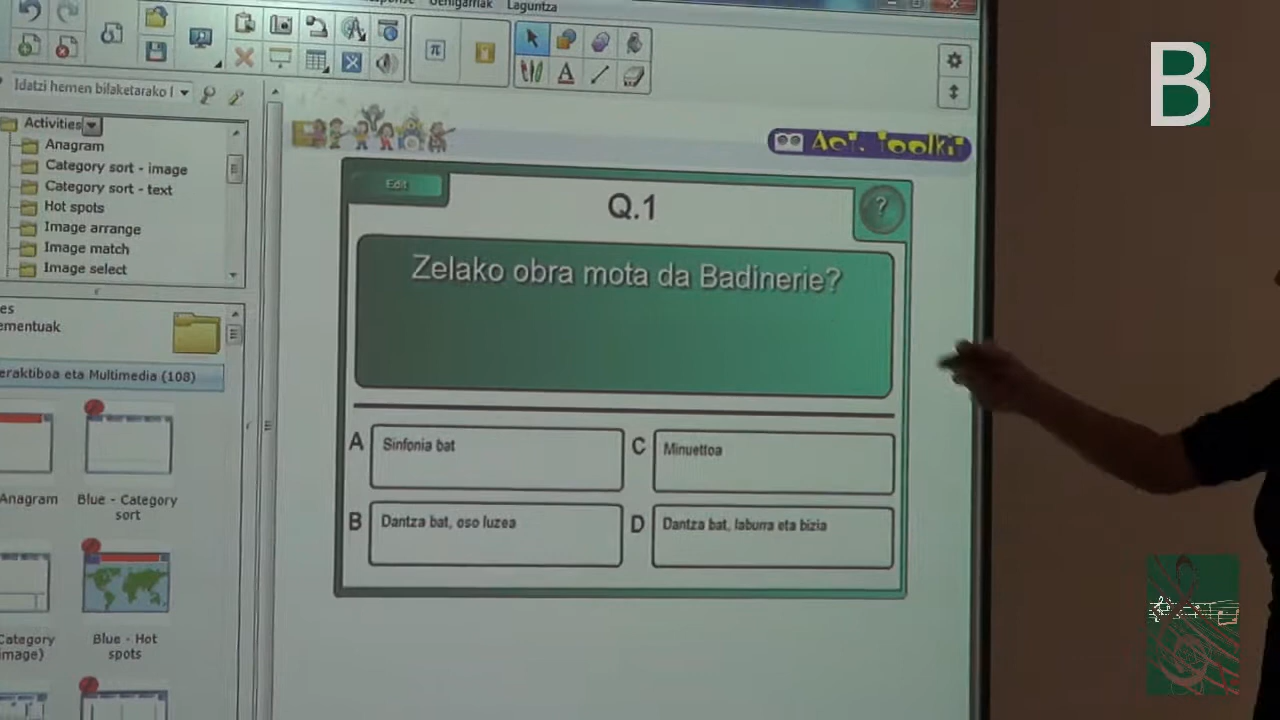 Laguntza
Idatzi hemen bilaketarako
Activities
Anagram
Category sort - image
Category sort - text
Hot spots
Image arrange
Image match
Image select
es
ementuak
eraktiboa eta Multimedia (108)
Anagram
Blue - Category
sort
Category
image)
Blue - Hot
spots
Act. Toolkit
Edit
Q.1
?
Zelako obra mota da Badinerie?
A
Sinfonia bat
C
Minuettoa
B
Dantza bat, oso luzea
D
Dantza bat, laburra eta bizia
B